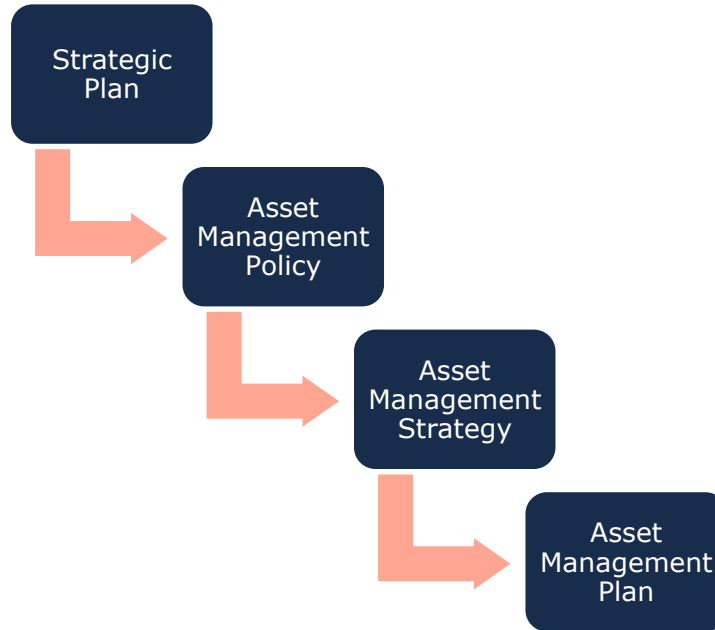 Strategic
Plan
Asset
Management
Policy
Asset
Management
Strategy
Asset
Management
Plan